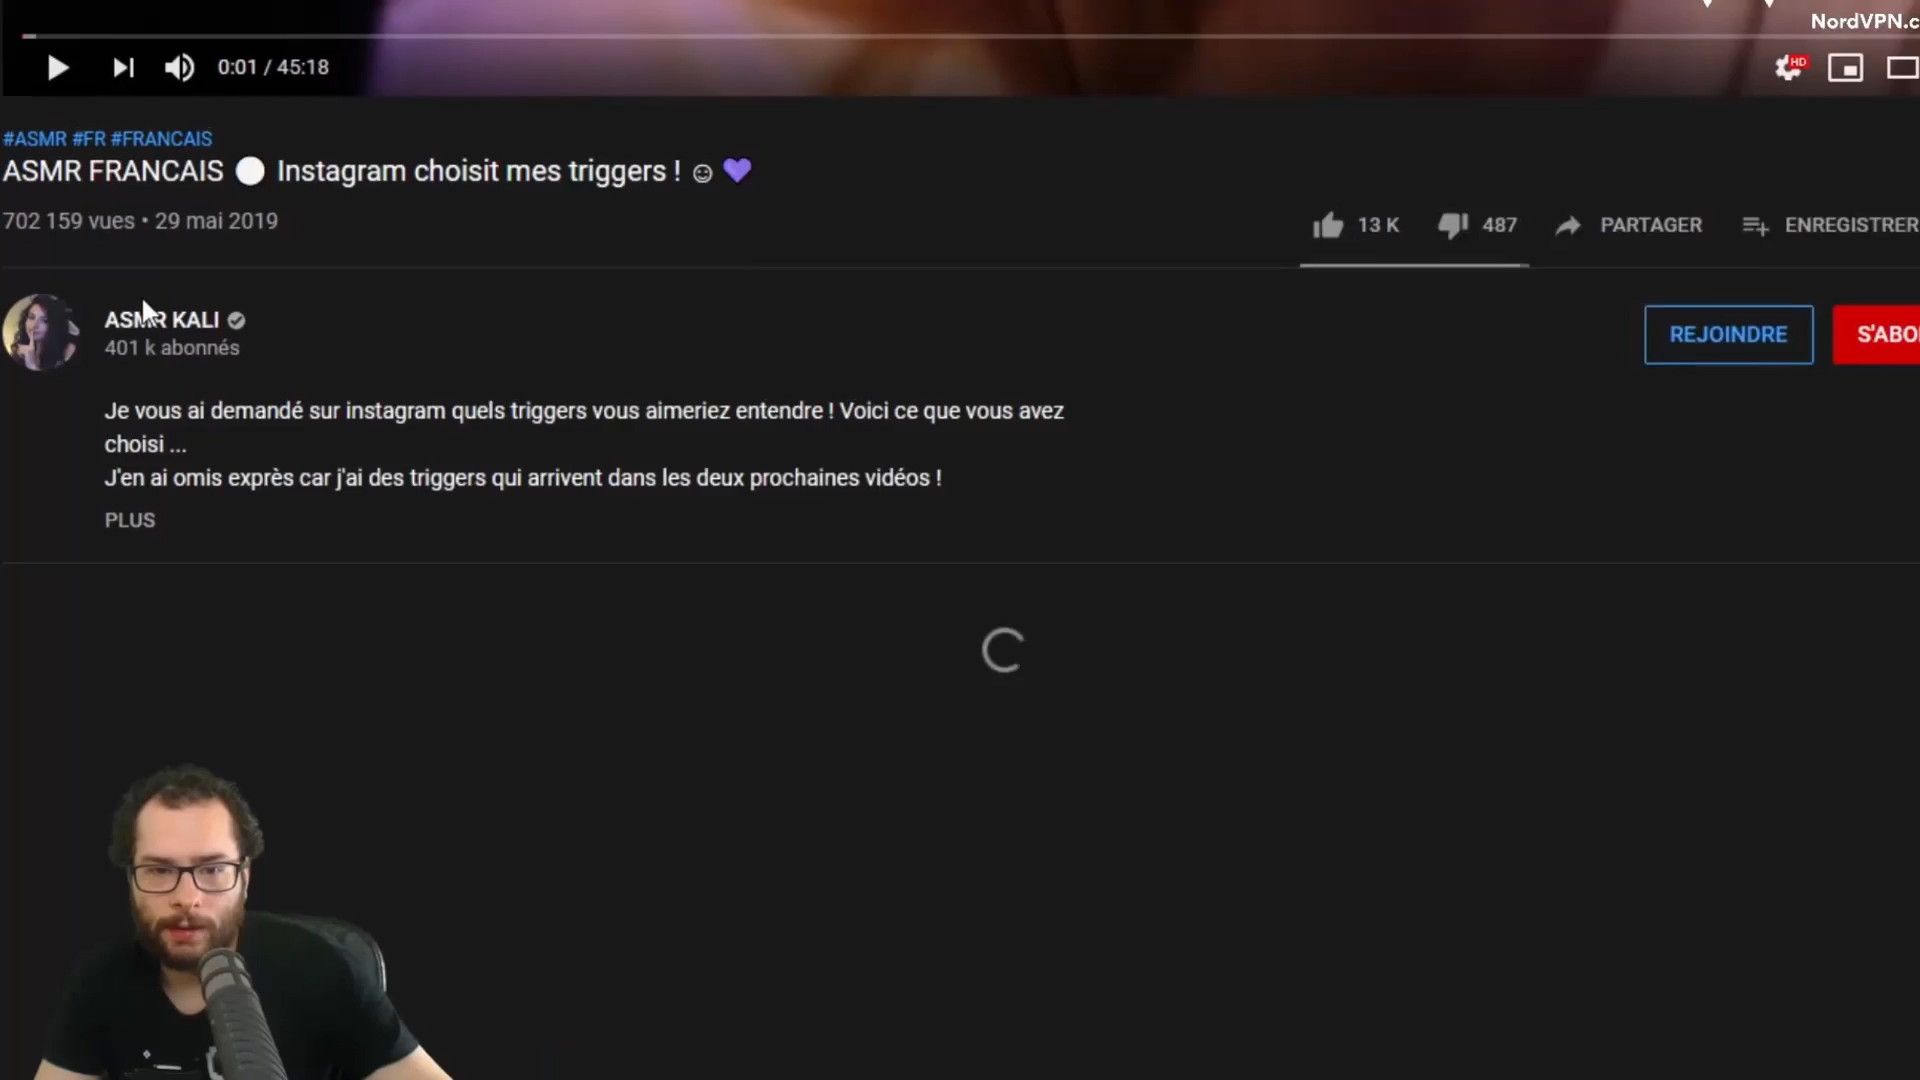 NordVPN.c
0:01 / 45:18
HD
#ASMR #FR #FRANCAIS
ASMR FRANCAIS ⚪ Instagram choisit mes triggers ! ☺ 💜
702 159 vues • 29 mai 2019
13 K
487
PARTAGER
ENREGISTRER
ASMR KALI
401 k abonnés
REJOINDRE
S'ABO
Je vous ai demandé sur instagram quels triggers vous aimeriez entendre ! Voici ce que vous avez
choisi ...
J'en ai omis exprès car j'ai des triggers qui arrivent dans les deux prochaines vidéos !
PLUS